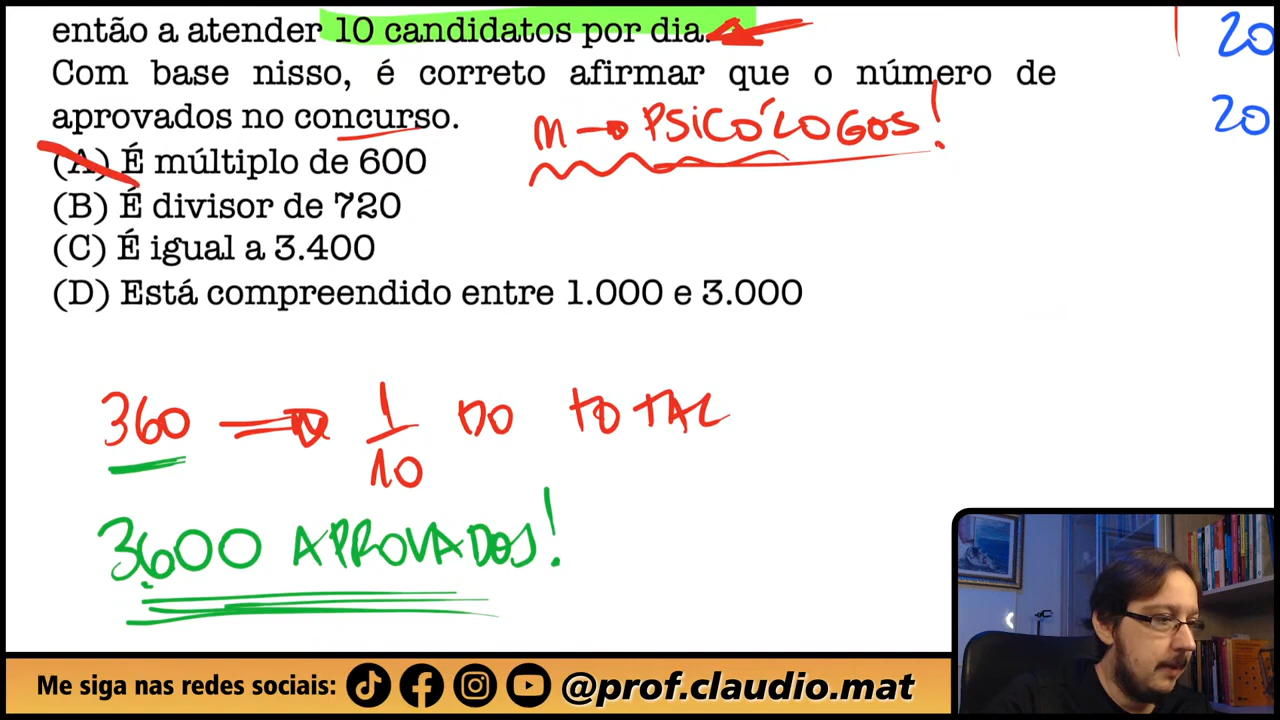 então a atender 10 candidatos por dia.
20
Com base nisso, é correto afirmar que o número de
aprovados no concurso.
m → PSICÓLOGOS!
20
(A) É múltiplo de 600
(B) É divisor de 720
(C) É igual a 3.400
(D) Está compreendido entre 1.000 e 3.000
360 ⇒ 1/10 DO TOTAL
3.600 APROVADOS!
Me siga nas redes sociais: @prof.claudio.mat